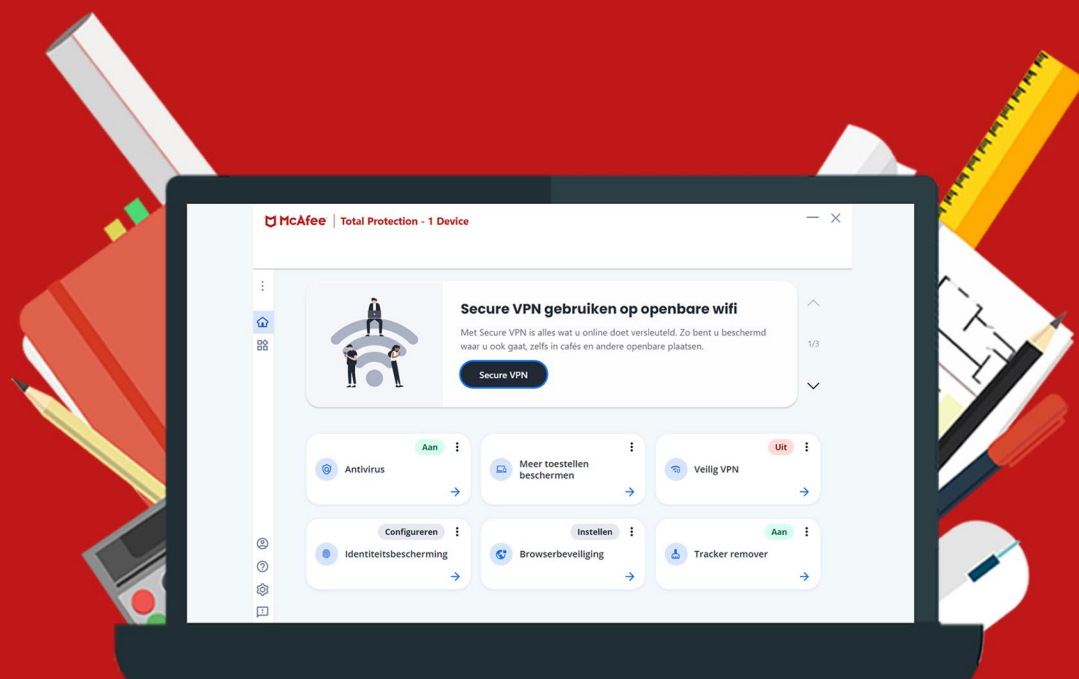 McAfee | Total Protection - 1 Device
Secure VPN gebruiken op openbare wifi
Met Secure VPN is alles wat u online doet versleuteld. Zo bent u beschermd
waar u ook gaat, zelfs in cafés en andere openbare plaatsen.
1/3
Secure VPN
Aan
Antivirus
Meer toestellen
beschermen
Uit
Veilig VPN
Configureren
Identiteitsbescherming
Instellen
Browserbeveiliging
Aan
Tracker remover